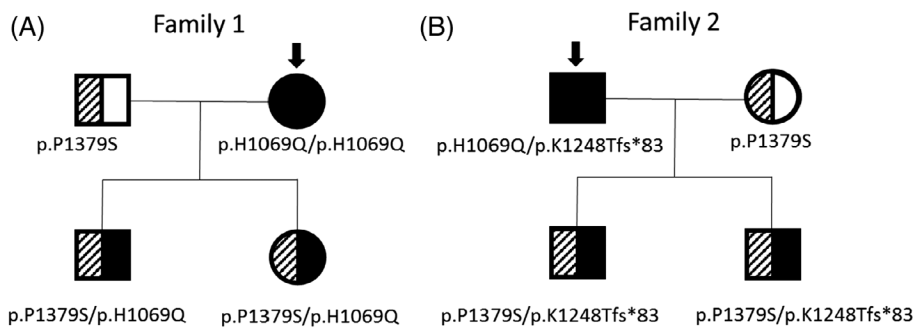 (A)
Family 1
p.P1379S
p.H1069Q/p.H1069Q
p.P1379S/p.H1069Q
p.P1379S/p.H1069Q
(B)
Family 2
p.H1069Q/p.K1248Tfs*83
p.P1379S
p.P1379S/p.K1248Tfs*83
p.P1379S/p.K1248Tfs*83